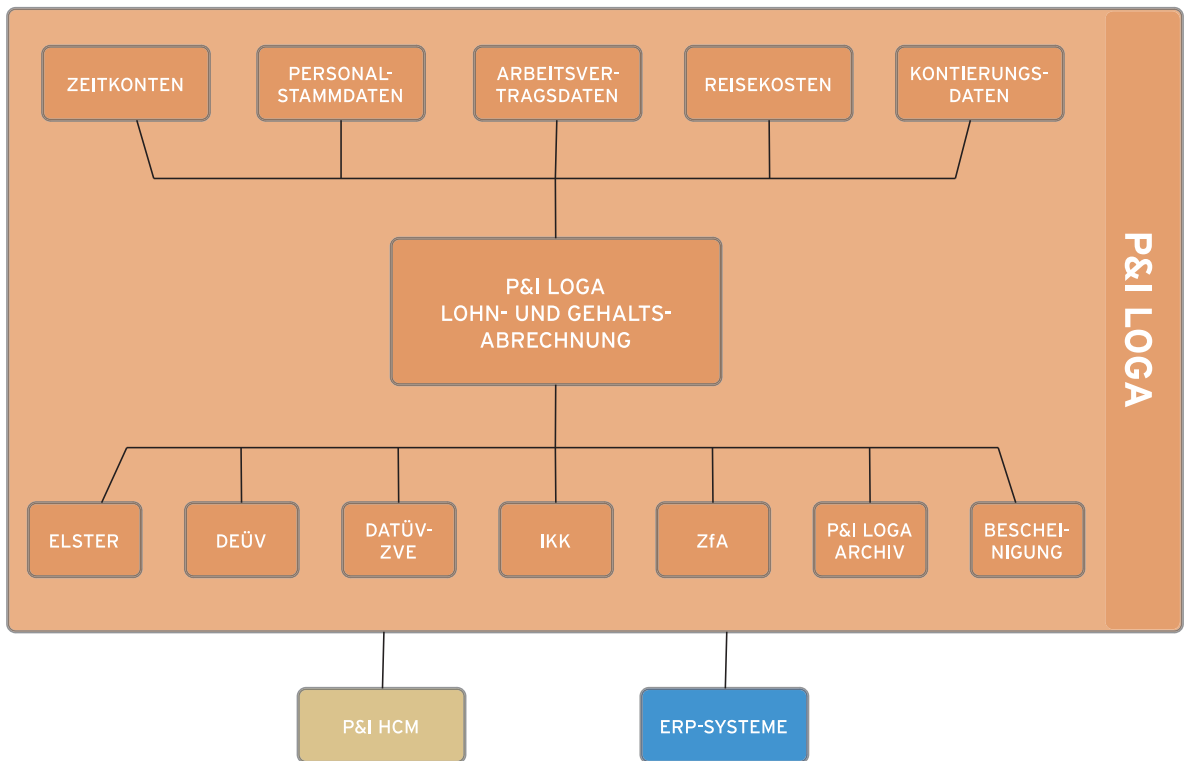 ZEITKONTEN
PERSONAL-
STAMMDATEN
ARBEITSVER-
TRAGSDATEN
REISEKOSTEN
KONTIERUNGS-
DATEN
P&I LOGA
P&I LOGA
LOHN- UND GEHALTS-
ABRECHNUNG
ELSTER
DEÜV
DATÜV-
ZVE
IKK
ZfA
P&I LOGA
ARCHIV
BESCHEI-
NIGUNG
P&I HCM
ERP-SYSTEME